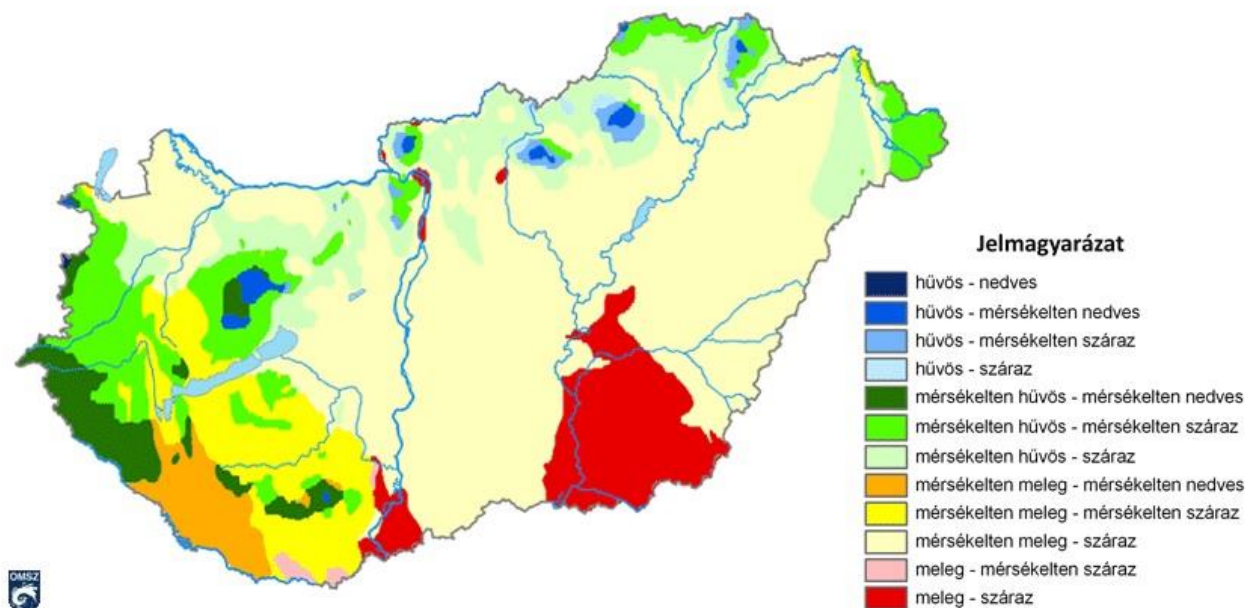 Jelmagyarázat
hűvös - nedves
hűvös - mérsékelten nedves
hűvös - mérsékelten száraz
hűvös - száraz
mérsékelten hűvös - mérsékelten nedves
mérsékelten hűvös - mérsékelten száraz
mérsékelten hűvös - száraz
mérsékelten meleg - mérsékelten nedves
mérsékelten meleg - mérsékelten száraz
mérsékelten meleg - száraz
meleg - mérsékelten száraz
meleg - száraz
OMSZ